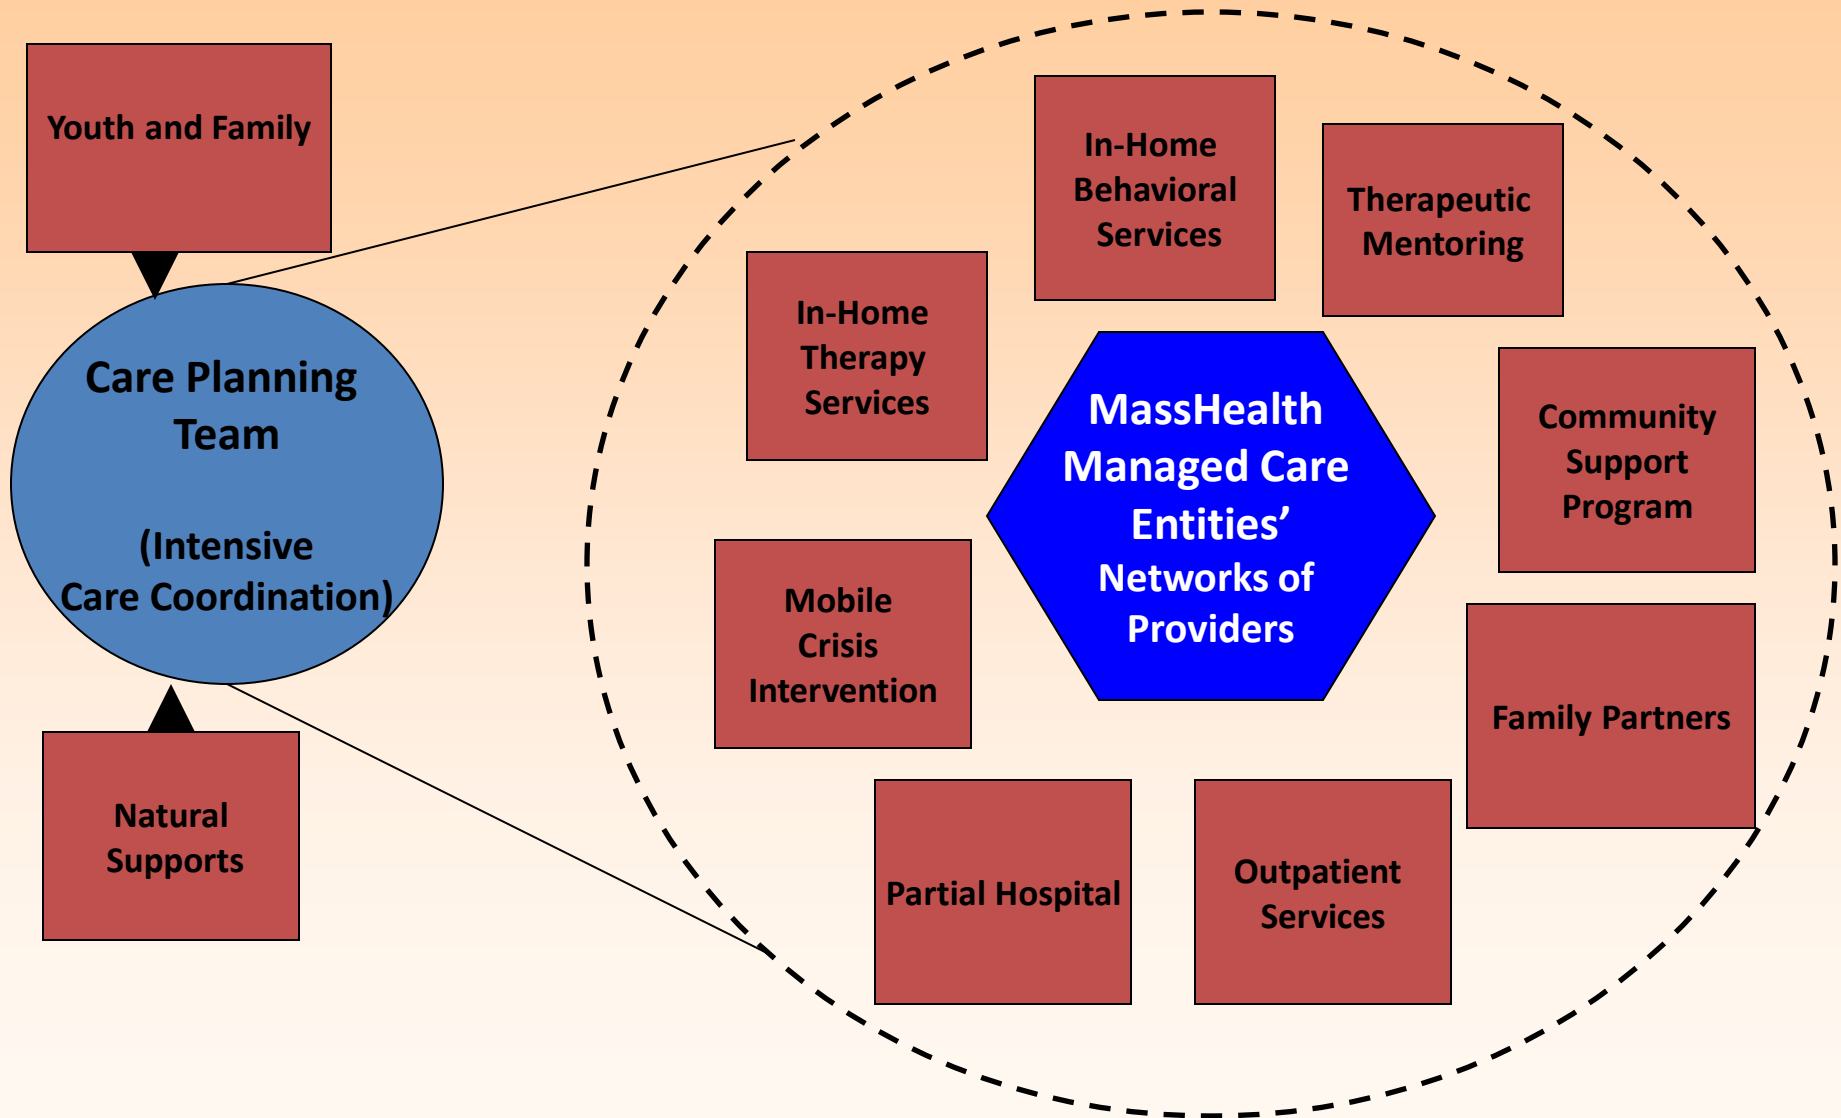 Youth and Family
Care Planning
Team
(Intensive
Care Coordination)
Natural
Supports
In-Home
Behavioral
Services
Therapeutic
Mentoring
In-Home
Therapy
Services
MassHealth
Managed Care
Entities’
Networks of
Providers
Community
Support
Program
Mobile
Crisis
Intervention
Family Partners
Partial Hospital
Outpatient
Services